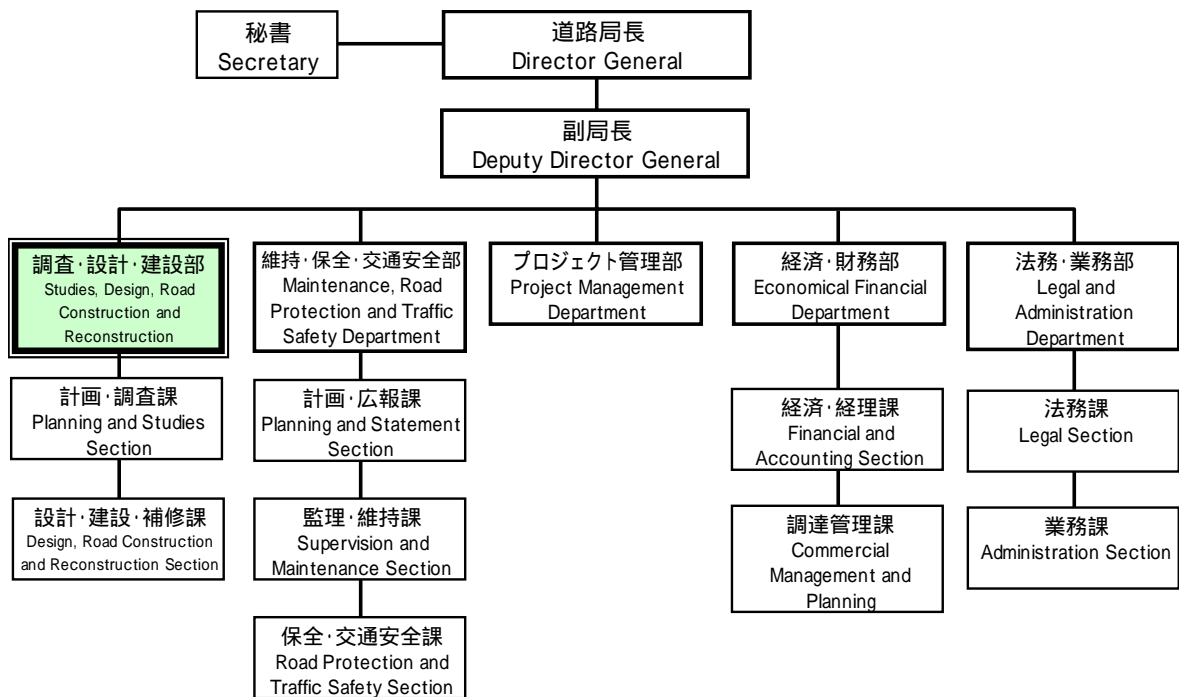 秘書
Secretary
道路局長
Director General
副局長
Deputy Director General
調査･設計･建設部
Studies, Design, Road
Construction and
Reconstruction
維持･保全･交通安全部
Maintenance, Road
Protection and Traffic
Safety Department
プロジェクト管理部
Project Management
Department
経済･財務部
Economical Financial
Department
法務･業務部
Legal and
Administration
Department
計画･調査課
Planning and Studies
Section
計画･広報課
Planning and Statement
Section
経済･経理課
Financial and
Accounting Section
法務課
Legal Section
設計･建設･補修課
Design, Road Construction
and Reconstruction Section
監理･維持課
Supervision and
Maintenance Section
調達管理課
Commercial
Management and
Planning
業務課
Administration Section
保全･交通安全課
Road Protection and
Traffic Safety Section